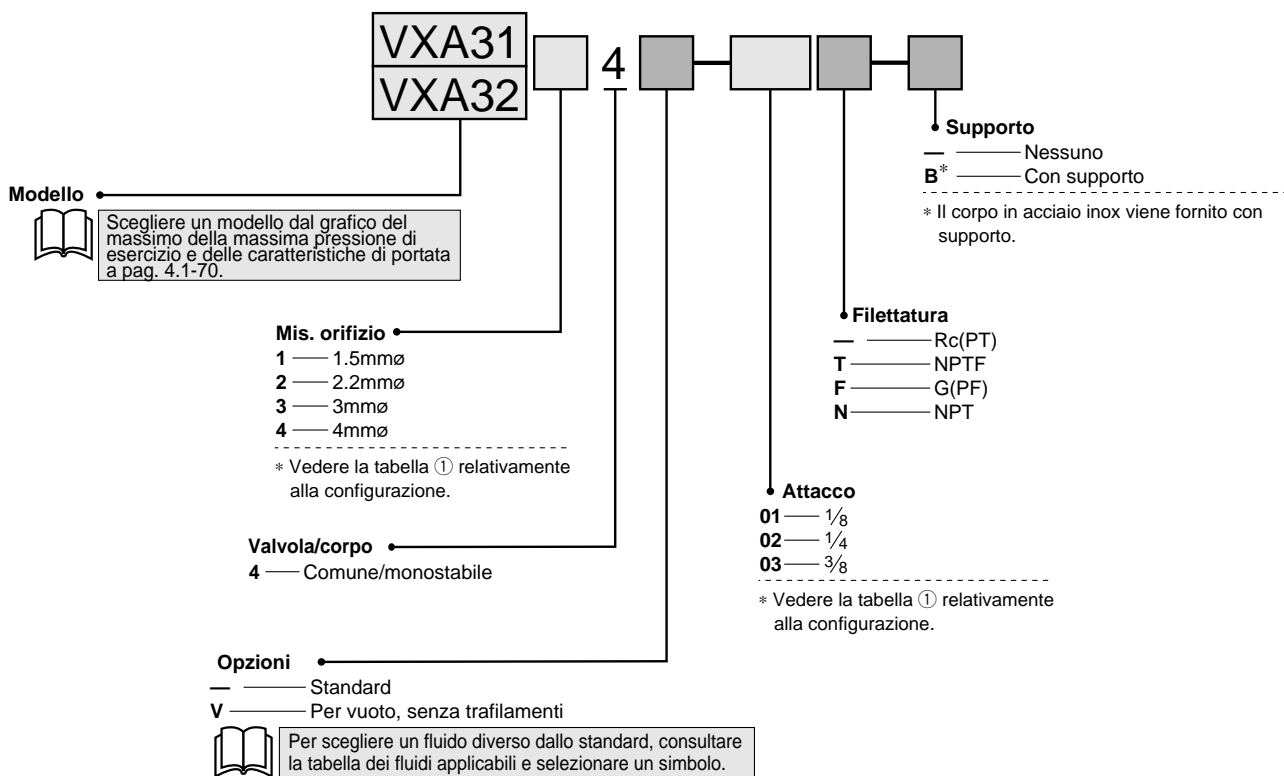 VXA31
VXA32
4
Supporto
— Nessuno
B* Con supporto
* Il corpo in acciaio inox viene fornito con
supporto.
Modello
Scegliere un modello dal grafico del
massimo della massima pressione di
esercizio e delle caratteristiche di portata
a pag. 4.1-70.
Filettatura
— Rc(PT)
T NPTF
F G(PF)
N NPT
Mis. orifizio
1 — 1.5mmø
2 — 2.2mmø
3 — 3mmø
4 — 4mmø
* Vedere la tabella ① relativamente
alla configurazione.
Attacco
01 — 1/8
02 — 1/4
03 — 3/8
* Vedere la tabella ① relativamente
alla configurazione.
Valvola/corpo
4 — Comune/monostabile
Opzioni
— Standard
V Per vuoto, senza trafilamenti
Per scegliere un fluido diverso dallo standard, consultare
la tabella dei fluidi applicabili e selezionare un simbolo.